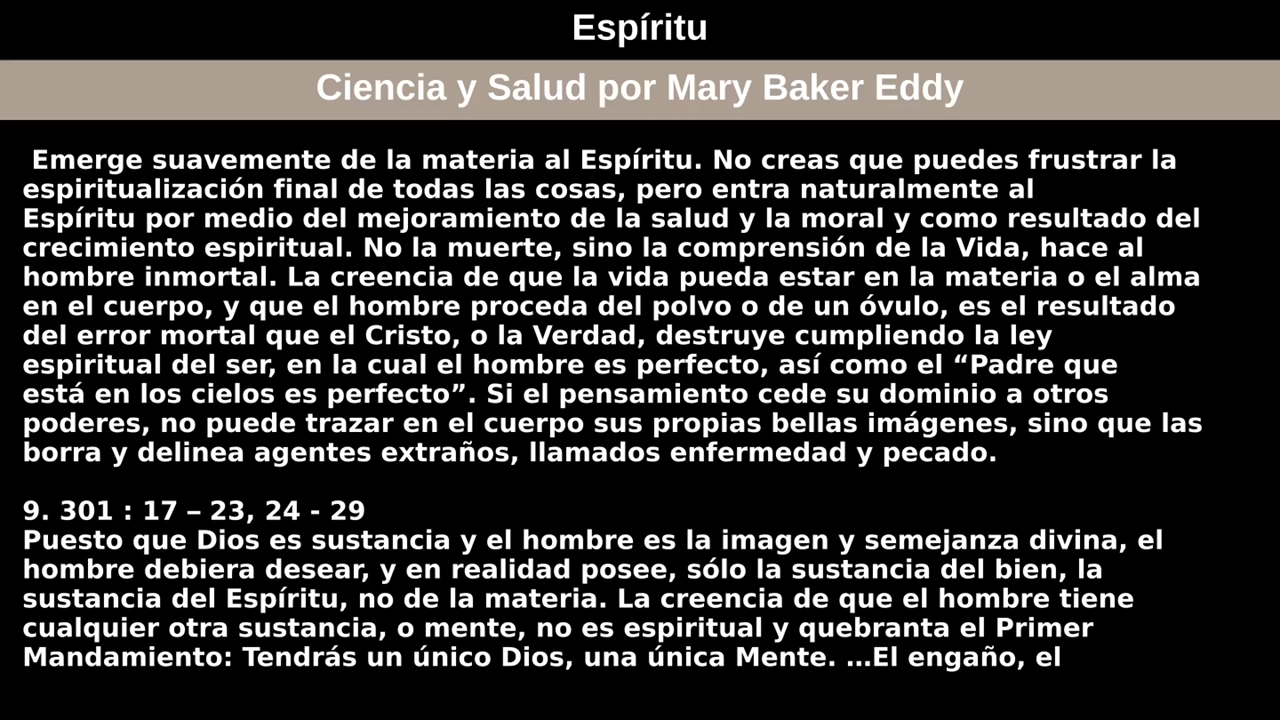 Espíritu
Ciencia y Salud por Mary Baker Eddy
Emerge suavemente de la materia al Espíritu. No creas que puedes frustrar la
espiritualización final de todas las cosas, pero entra naturalmente al
Espíritu por medio del mejoramiento de la salud y la moral y como resultado del
crecimiento espiritual. No la muerte, sino la comprensión de la Vida, hace al
hombre inmortal. La creencia de que la vida pueda estar en la materia o el alma
en el cuerpo, y que el hombre proceda del polvo o de un óvulo, es el resultado
del error mortal que el Cristo, o la Verdad, destruye cumpliendo la ley
espiritual del ser, en la cual el hombre es perfecto, así como el “Padre que
está en los cielos es perfecto”. Si el pensamiento cede su dominio a otros
poderes, no puede trazar en el cuerpo sus propias bellas imágenes, sino que las
borra y delinea agentes extraños, llamados enfermedad y pecado.
9. 301 : 17 – 23, 24 - 29
Puesto que Dios es sustancia y el hombre es la imagen y semejanza divina, el
hombre debiera desear, y en realidad posee, sólo la sustancia del bien, la
sustancia del Espíritu, no de la materia. La creencia de que el hombre tiene
cualquier otra sustancia, o mente, no es espiritual y quebranta el Primer
Mandamiento: Tendrás un único Dios, una única Mente. …El engaño, el